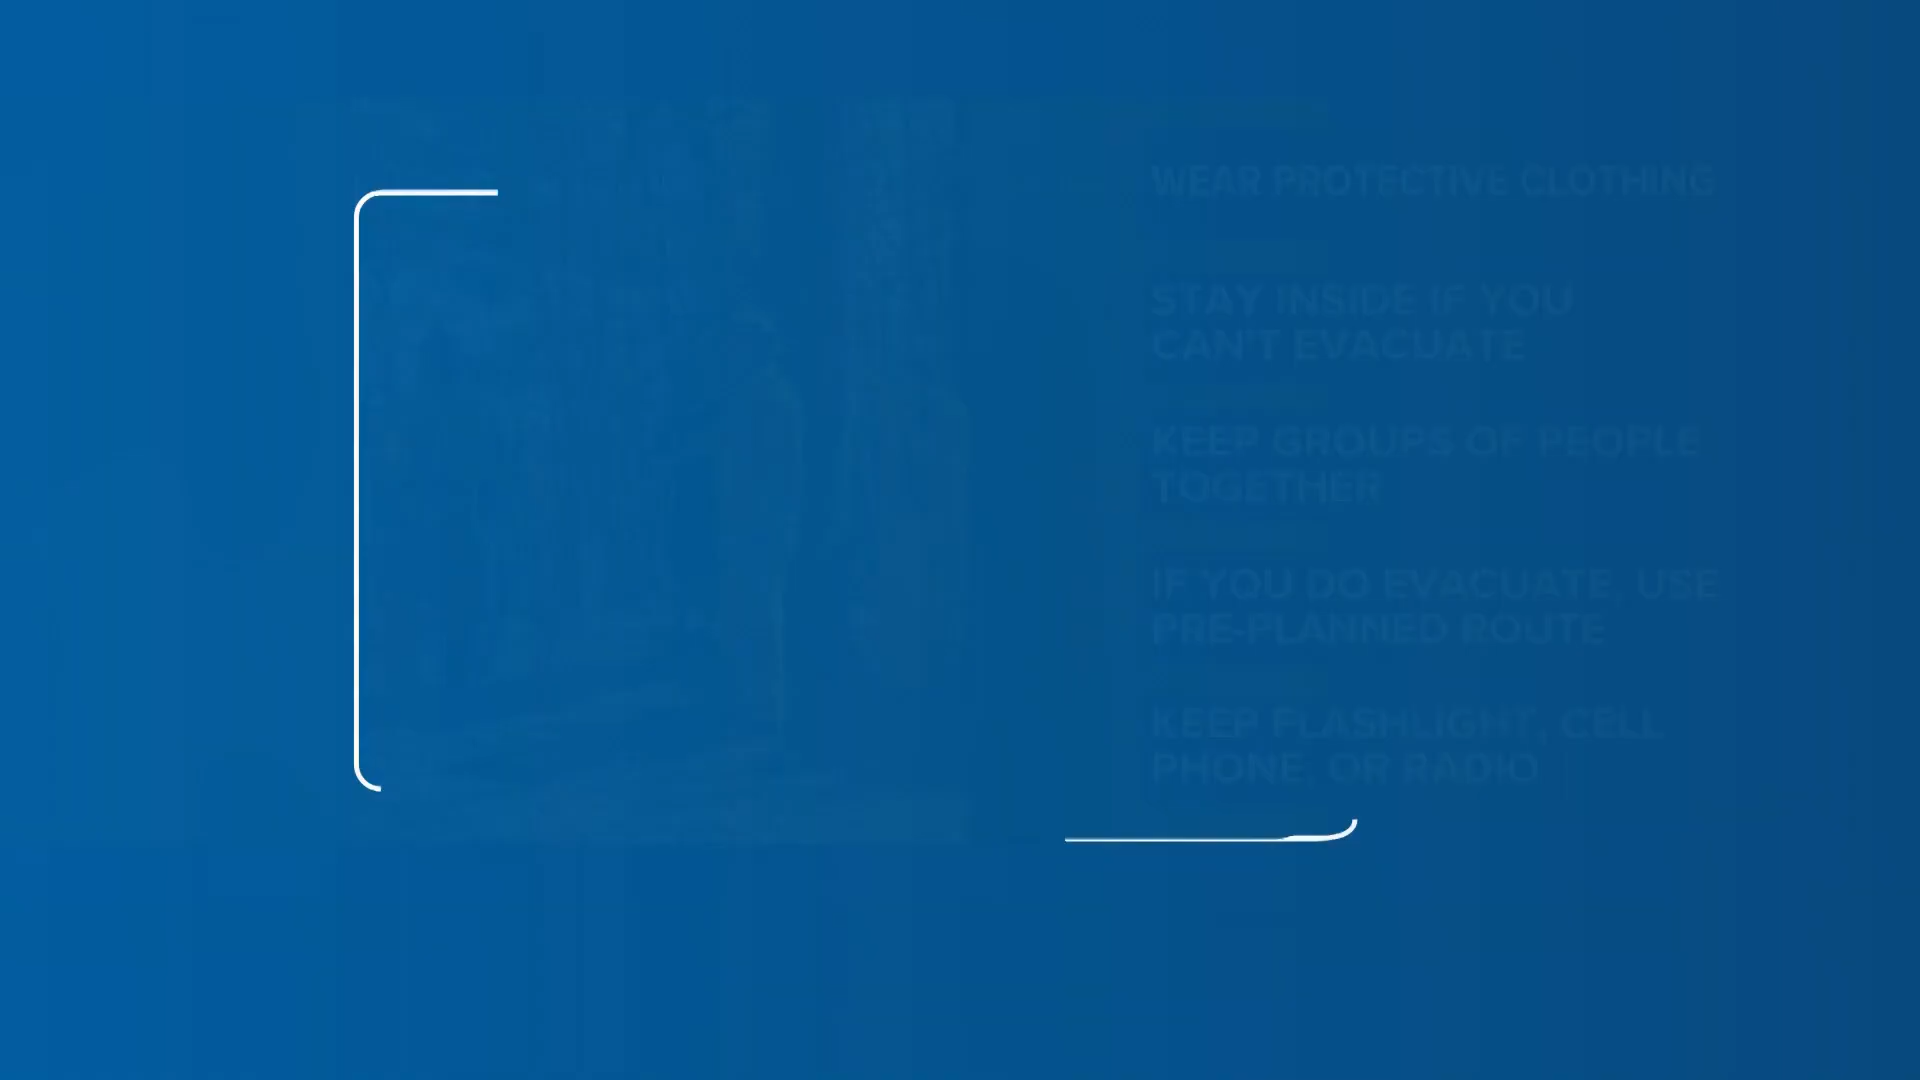 WEAR PROTECTIVE CLOTHING
STAY INSIDE IF YOU
CAN'T EVACUATE
KEEP GROUPS OF PEOPLE
TOGETHER
IF YOU DO EVACUATE, USE
PRE-PLANNED ROUTE
KEEP FLASHLIGHT, CELL
PHONE, OR RADIO